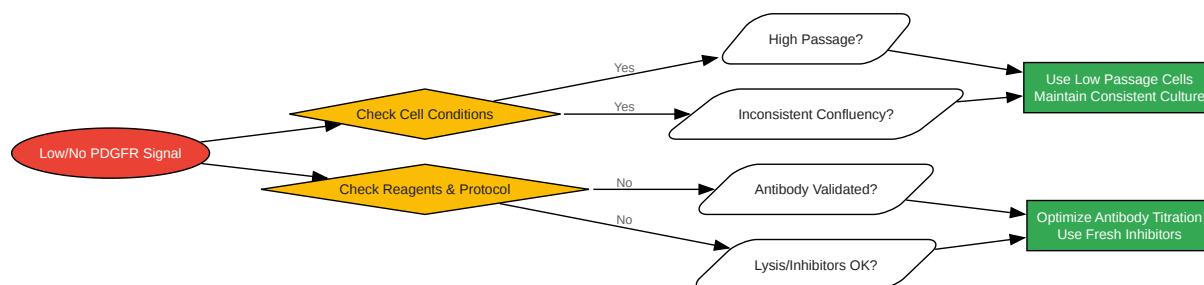 High Passage?
Yes
Use Low Passage Cells
Maintain Consistent Culture
Check Cell Conditions
Yes
Inconsistent Confluency?
Low/No PDGFR Signal
Check Reagents & Protocol
No
Antibody Validated?
No
Optimize Antibody Titration
Use Fresh Inhibitors
Lysis/Inhibitors OK?